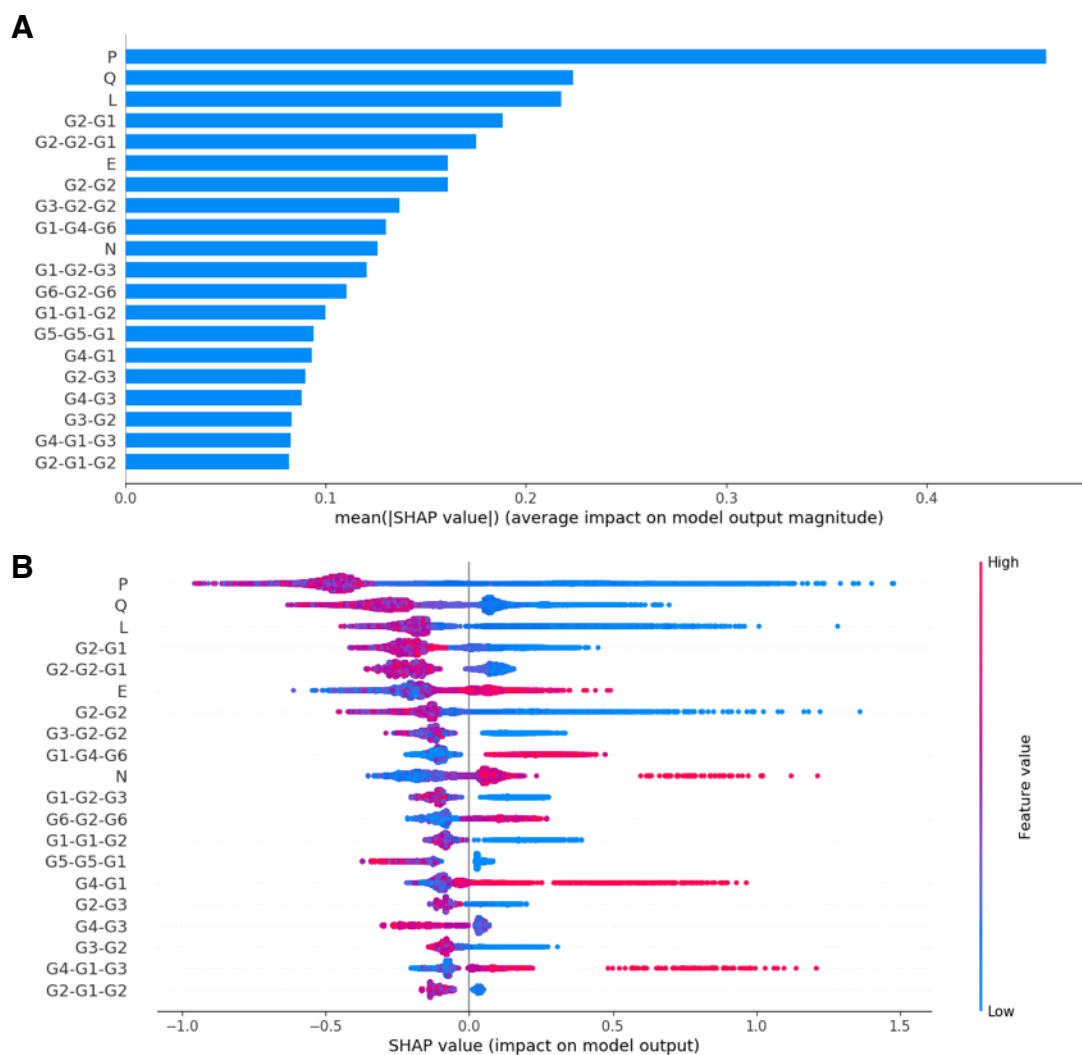 A
P
Q
L
G2-G1
G2-G2-G1
E
G2-G2
G3-G2-G2
G1-G4-G6
N
G1-G2-G3
G6-G2-G6
G1-G1-G2
G5-G5-G1
G4-G1
G2-G3
G4-G3
G3-G2
G4-G1-G3
G2-G1-G2
0.0 0.1 0.2 0.3 0.4
mean(|SHAP value|) (average impact on model output magnitude)
B
P
Q
L
G2-G1
G2-G2-G1
E
G2-G2
G3-G2-G2
G1-G4-G6
N
G1-G2-G3
G6-G2-G6
G1-G1-G2
G5-G5-G1
G4-G1
G2-G3
G4-G3
G3-G2
G4-G1-G3
G2-G1-G2
−1.0 −0.5 0.0 0.5 1.0 1.5
SHAP value (impact on model output)
High
Feature value
Low